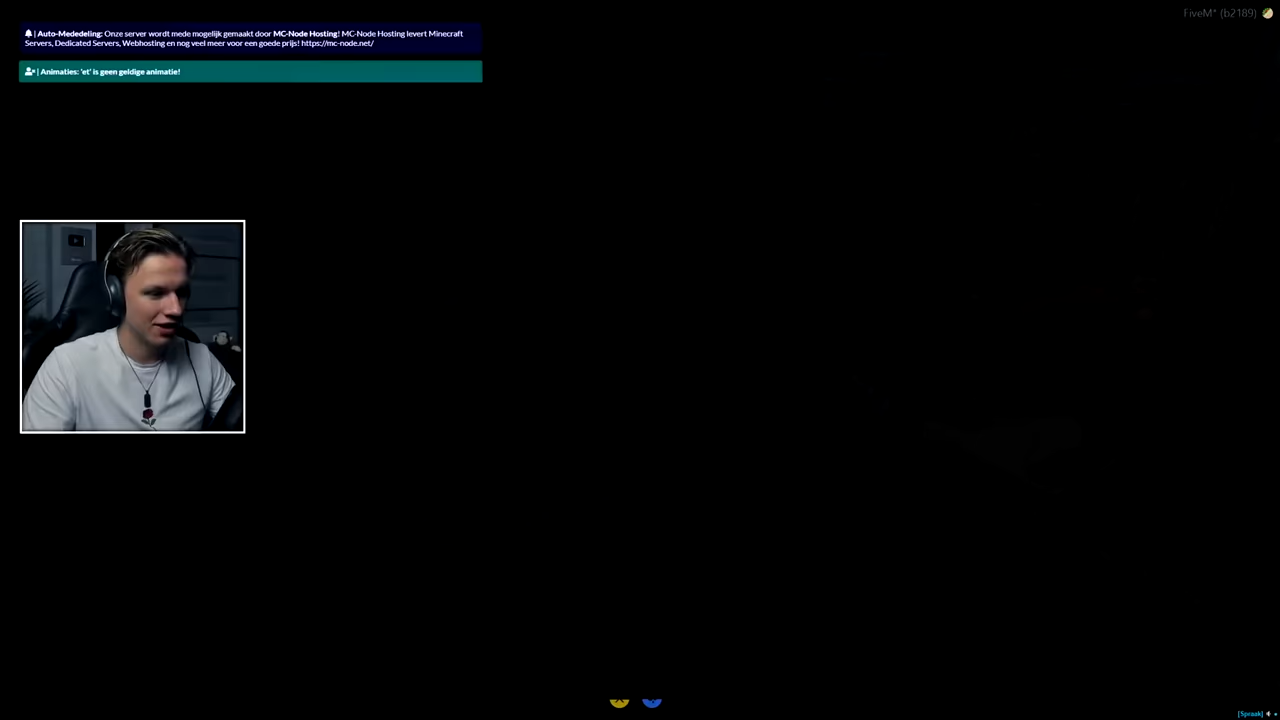 FiveM* (b2189)
| Auto-Mededeling: Onze server wordt mede mogelijk gemaakt door MC-Node Hosting! MC-Node Hosting levert Minecraft
Servers, Dedicated Servers, Webhosting en nog veel meer voor een goede prijs! https://mc-node.net/
| Animaties: 'et' is geen geldige animatie!
[Spraak]